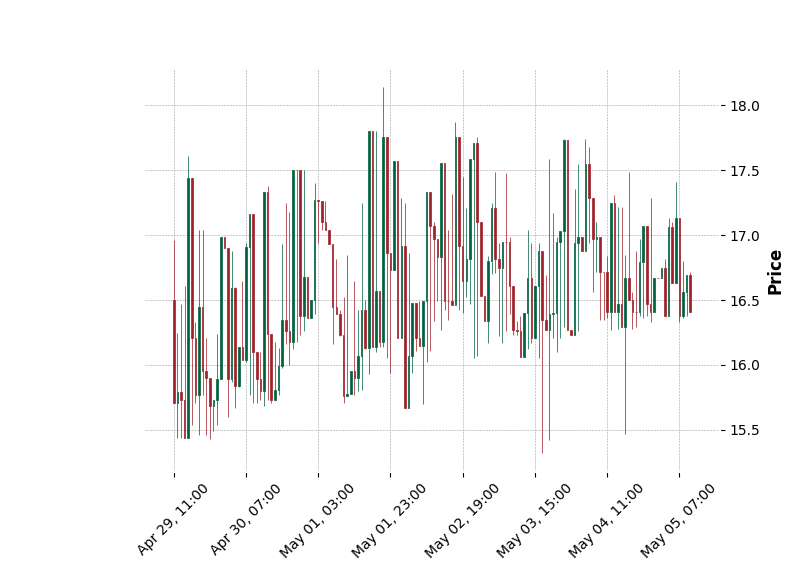 18.0
17.5
17.0
16.5
16.0
15.5
Price
Apr 29, 11:00
Apr 30, 07:00
May 01, 03:00
May 01, 23:00
May 02, 19:00
May 03, 15:00
May 04, 11:00
May 05, 07:00